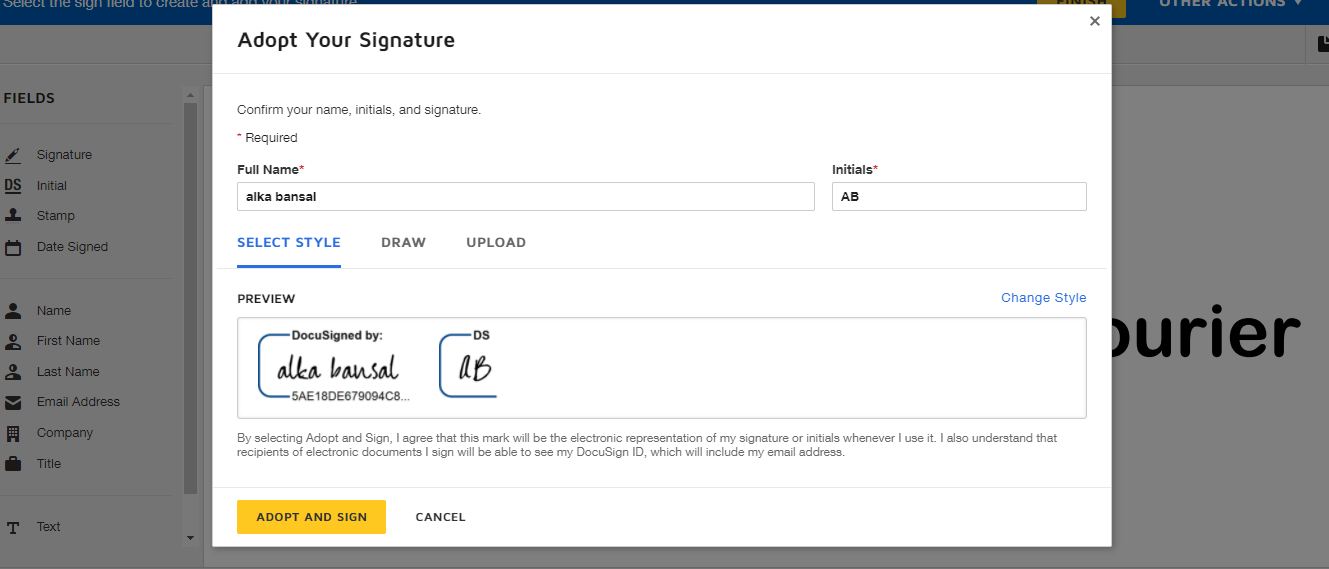 Select the sign field to create and add your signature
FINISH
OTHER ACTIONS
Adopt Your Signature
FIELDS
Signature
DS Initial
Stamp
Date Signed
Name
First Name
Last Name
Email Address
Company
Title
T Text
Confirm your name, initials, and signature.
* Required
Full Name*
Initials*
alka bansal
AB
SELECT STYLE
DRAW
UPLOAD
PREVIEW
Change Style
DocuSigned by:
alka bansal
5AE18DE679094C8...
DS
AB
By selecting Adopt and Sign, I agree that this mark will be the electronic representation of my signature or initials whenever I use it. I also understand that
recipients of electronic documents I sign will be able to see my DocuSign ID, which will include my email address.
ADOPT AND SIGN
CANCEL
ourier